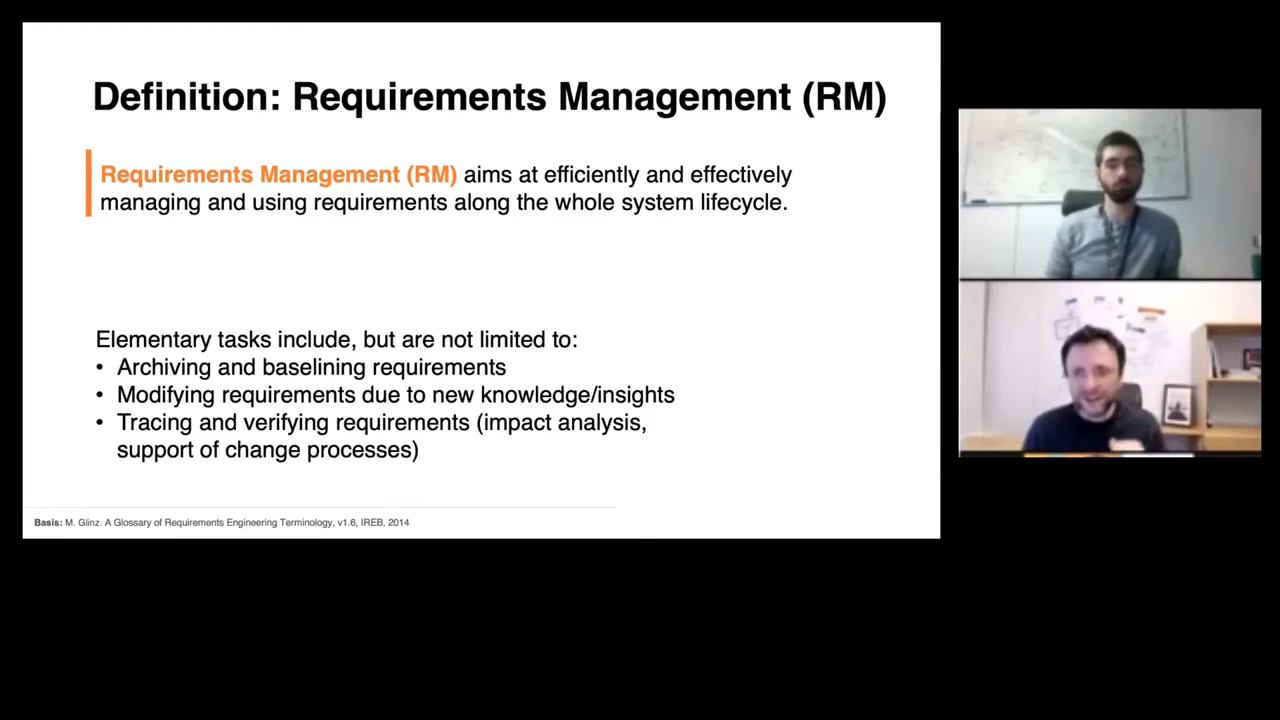 Definition: Requirements Management (RM)
Requirements Management (RM) aims at efficiently and effectively
managing and using requirements along the whole system lifecycle.
Elementary tasks include, but are not limited to:
• Archiving and baselining requirements
• Modifying requirements due to new knowledge/insights
• Tracing and verifying requirements (impact analysis,
support of change processes)
Basis: M. Glinz. A Glossary of Requirements Engineering Terminology, v1.6, IREB, 2014